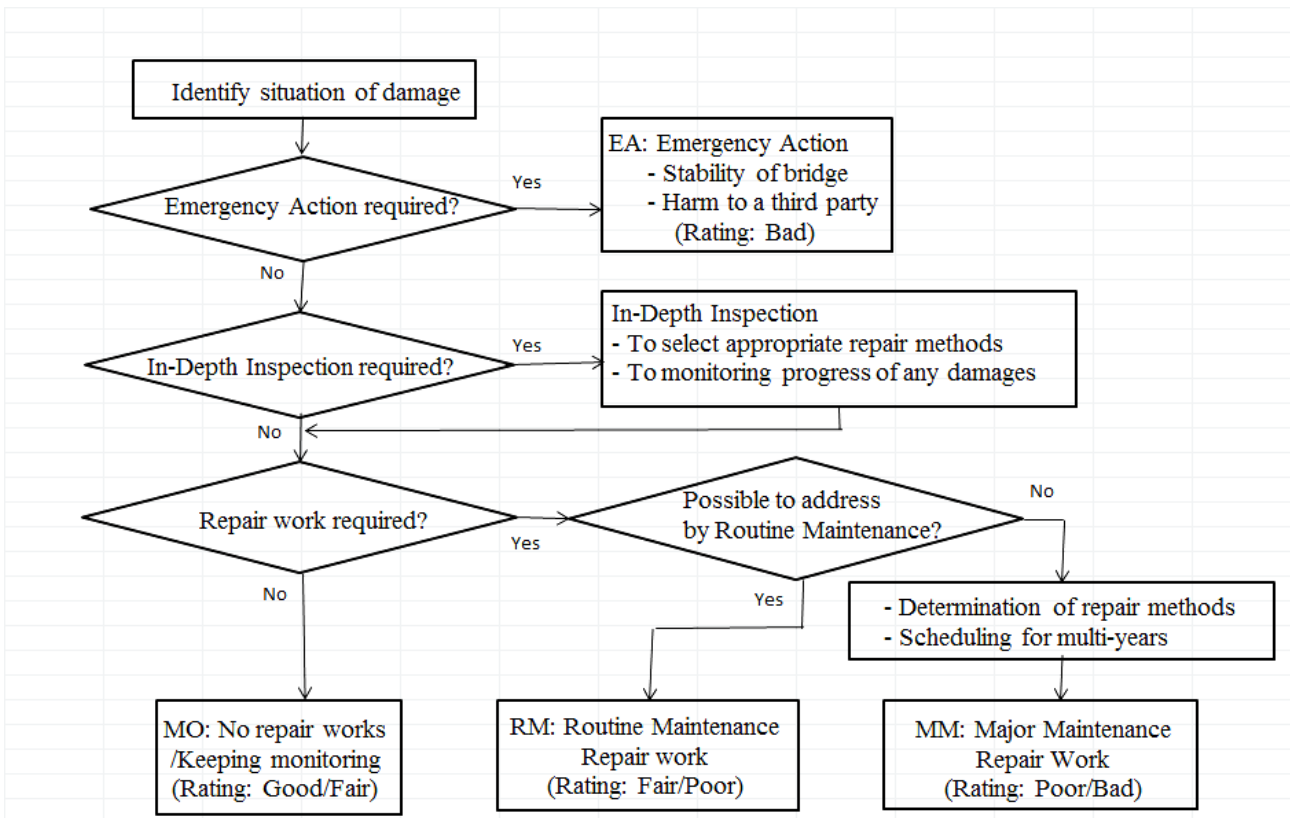 Identify situation of damage
EA: Emergency Action
- Stability of bridge
- Harm to a third party
(Rating: Bad)
Yes
Emergency Action required?
No
In-Depth Inspection
- To select appropriate repair methods
- To monitoring progress of any damages
Yes
In-Depth Inspection required?
No
Repair work required?
Yes
Possible to address
by Routine Maintenance?
No
No
Yes
- Determination of repair methods
- Scheduling for multi-years
MO: No repair works
/Keeping monitoring
(Rating: Good/Fair)
RM: Routine Maintenance
Repair work
(Rating: Fair/Poor)
MM: Major Maintenance
Repair Work
(Rating: Poor/Bad)